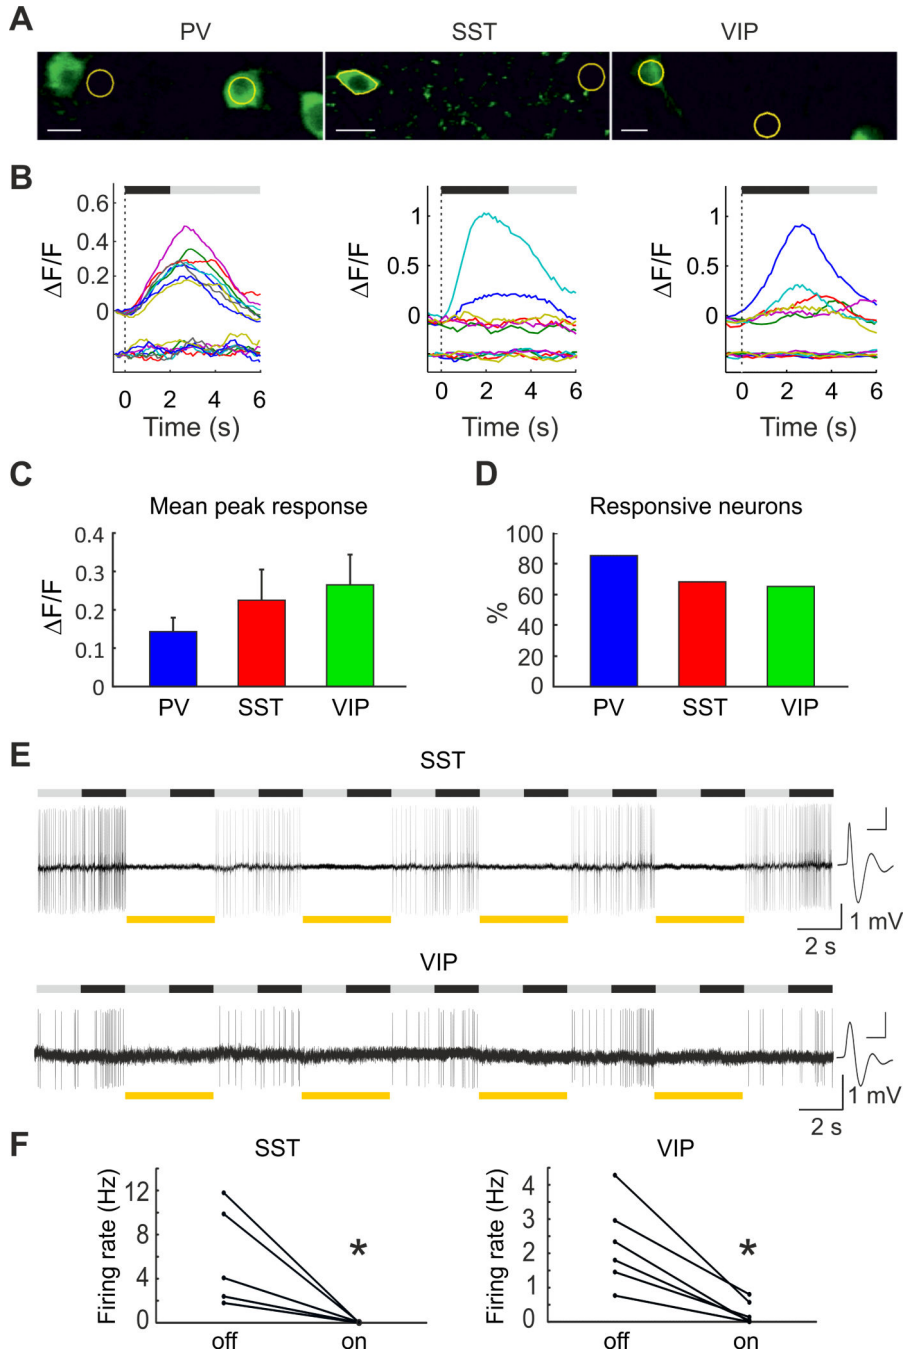 A
PV SST VIP
B
ΔF/F
0.6
0.4
0.2
0
0 2 4 6
Time (s)
ΔF/F
1
0.5
0
0 2 4 6
Time (s)
ΔF/F
1
0.5
0
0 2 4 6
Time (s)
C
Mean peak response
ΔF/F
0.4
0.3
0.2
0.1
0
PV SST VIP
D
Responsive neurons
%
100
80
60
40
20
0
PV SST VIP
E
SST
1 mV
2 s
VIP
2 s
F
SST
Firing rate (Hz)
12
8
4
0
off on
*
VIP
Firing rate (Hz)
4
3
2
1
0
off on
*